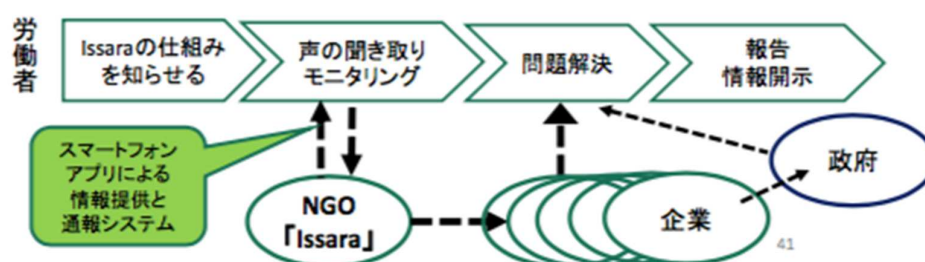 労
働
者
Issaraの仕組み
を知らせる
声の聞き取り
モニタリング
問題解決
報告
情報開示
スマートフォン
アプリによる
情報提供と
通報システム
NGO
「Issara」
企業
政府
41